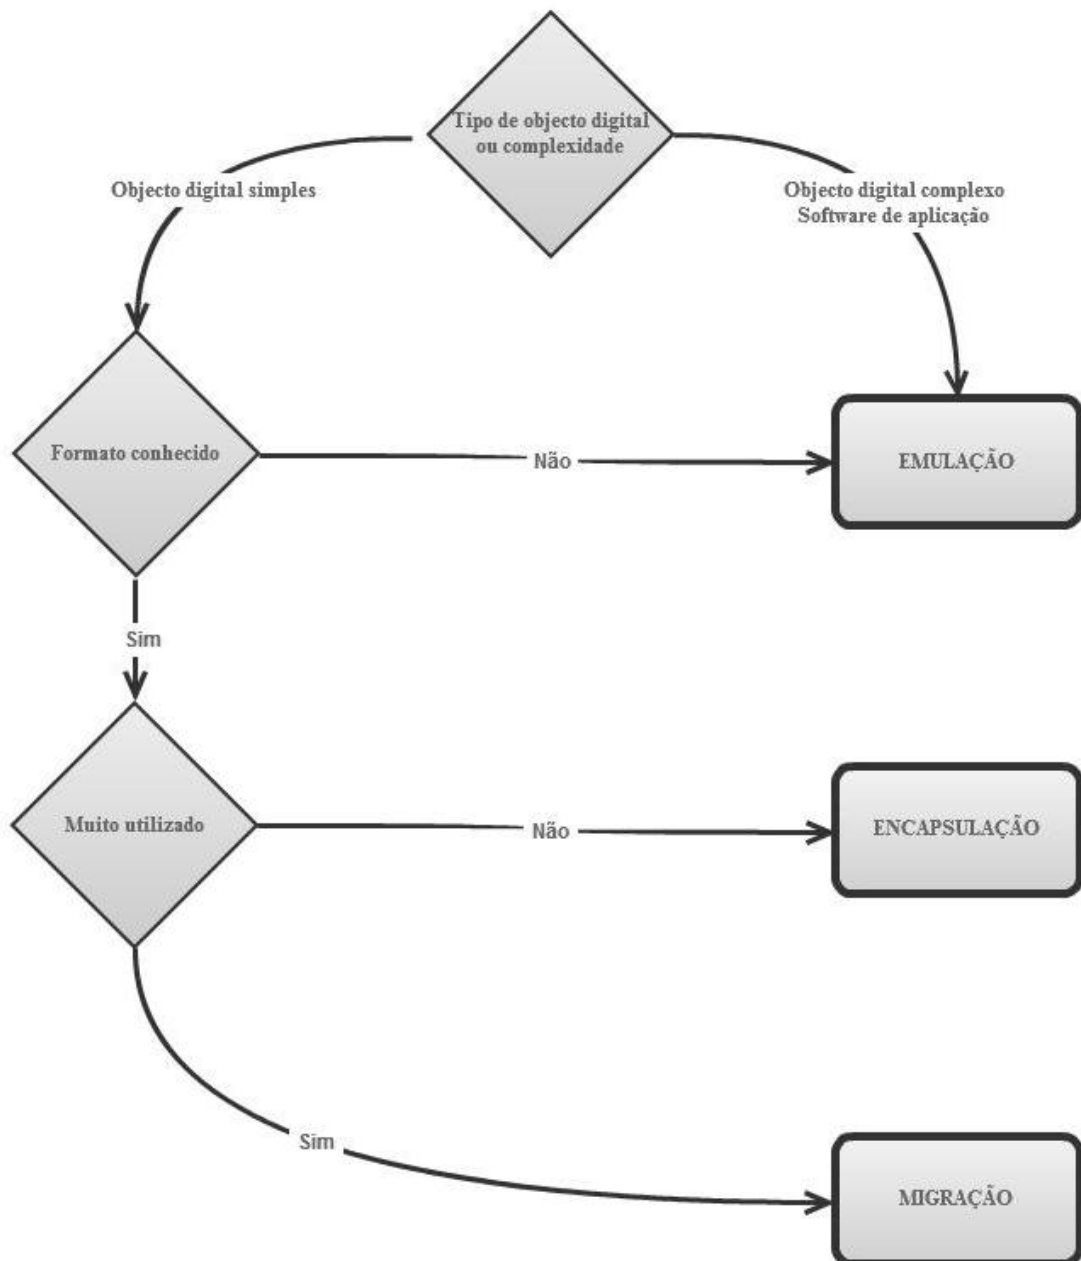 Tipo de objecto digital
ou complexidade
Objecto digital simples
Objecto digital complexo
Software de aplicação
Formato conhecido
Não
EMULAÇÃO
Sim
Muito utilizado
Não
ENCAPSULAÇÃO
Sim
MIGRAÇÃO